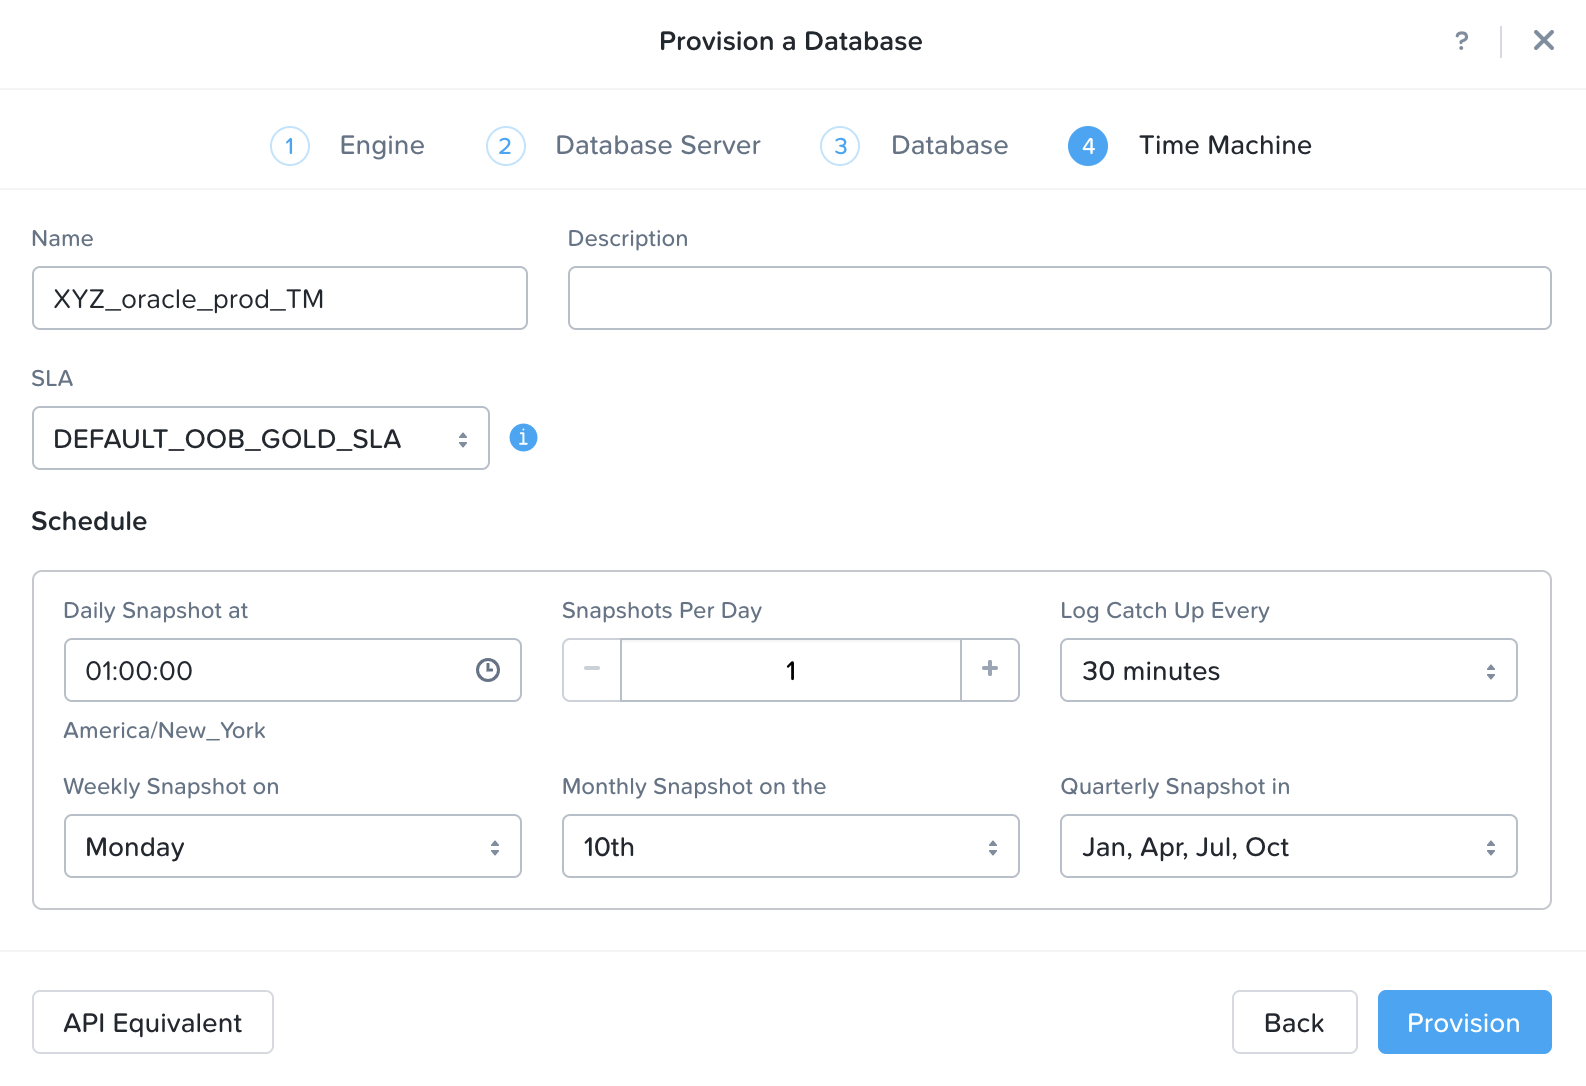 Provision a Database
?
1 Engine 2 Database Server 3 Database 4 Time Machine
Name Description
XYZ_oracle_prod_TM
SLA
DEFAULT_OOB_GOLD_SLA i
Schedule
Daily Snapshot at Snapshots Per Day Log Catch Up Every
01:00:00 − 1 + 30 minutes
America/New_York
Weekly Snapshot on Monthly Snapshot on the Quarterly Snapshot in
Monday 10th Jan, Apr, Jul, Oct
API Equivalent Back Provision